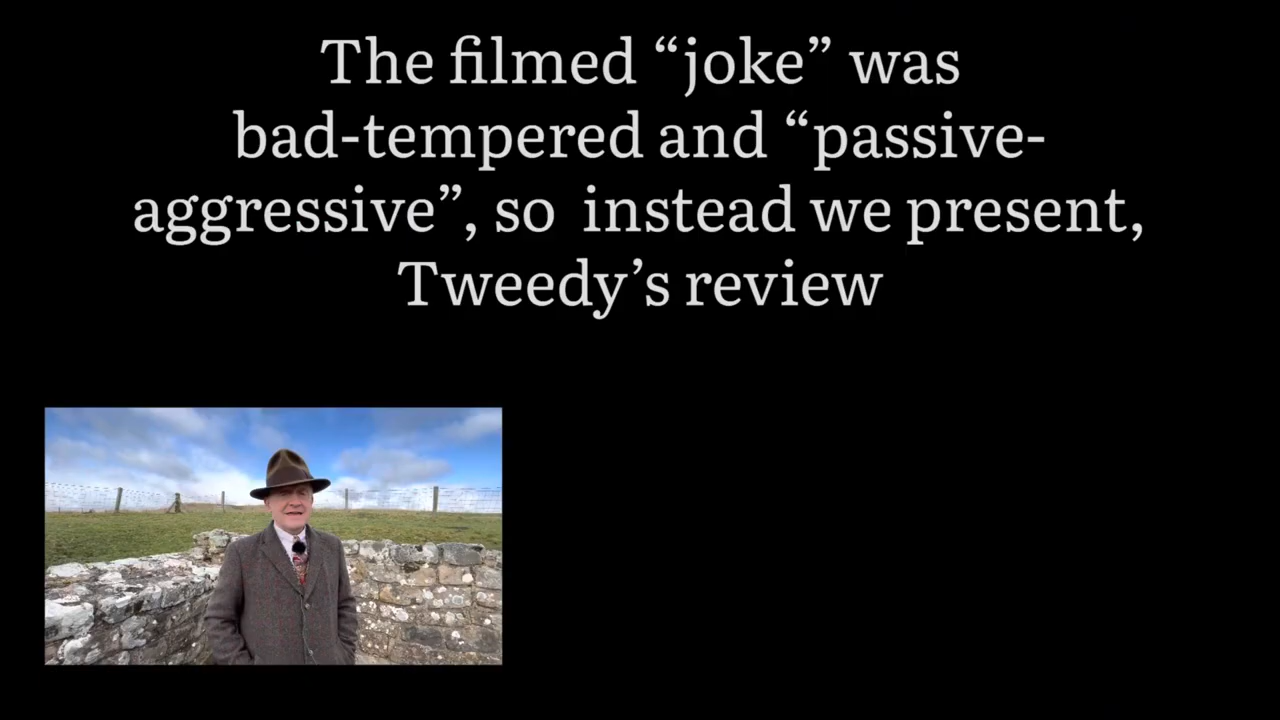 The filmed “joke” was
bad-tempered and “passive-
aggressive”, so  instead we present,
Tweedy’s review